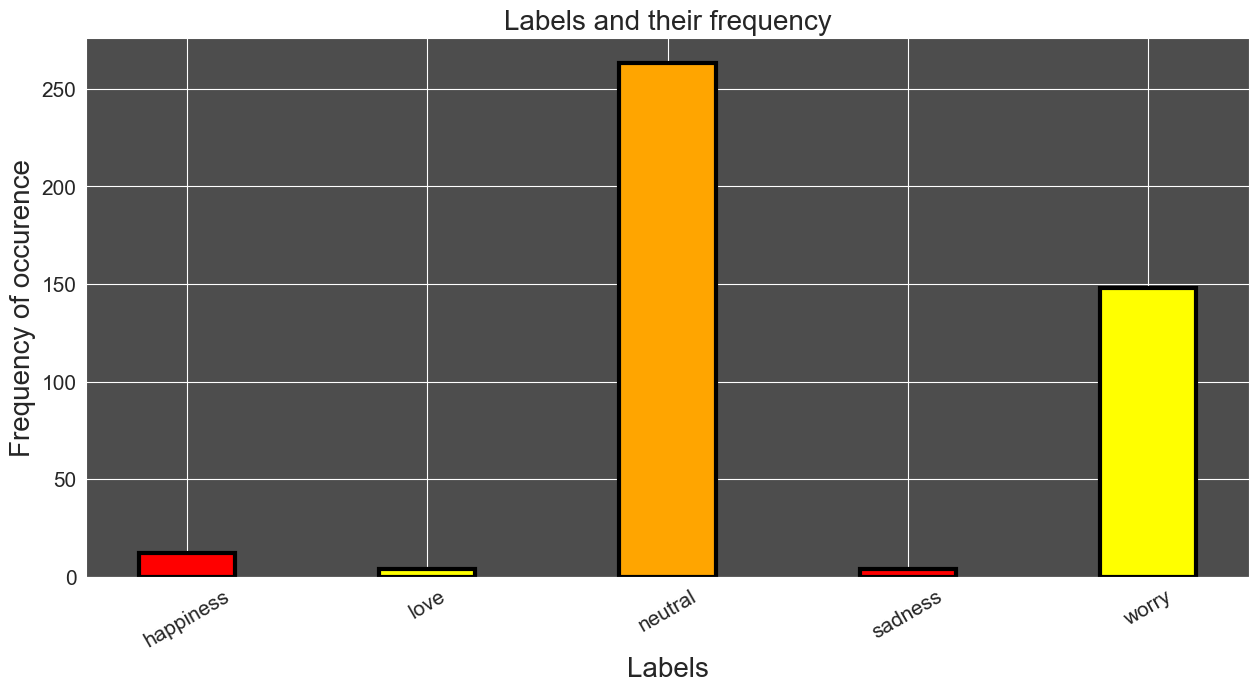 Labels and their frequency
Frequency of occurence
250
200
150
100
50
0
happiness
love
neutral
sadness
worry
Labels